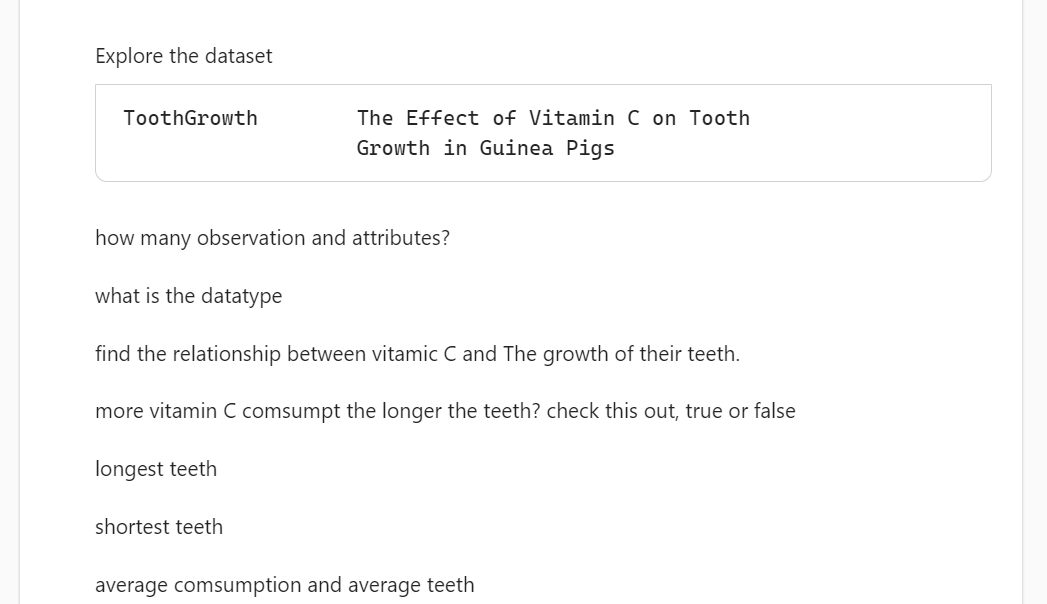 Explore the dataset
ToothGrowth The Effect of Vitamin C on Tooth
Growth in Guinea Pigs
how many observation and attributes?
what is the datatype
find the relationship between vitamic C and The growth of their teeth.
more vitamin C comsumpt the longer the teeth? check this out, true or false
longest teeth
shortest teeth
average comsumption and average teeth